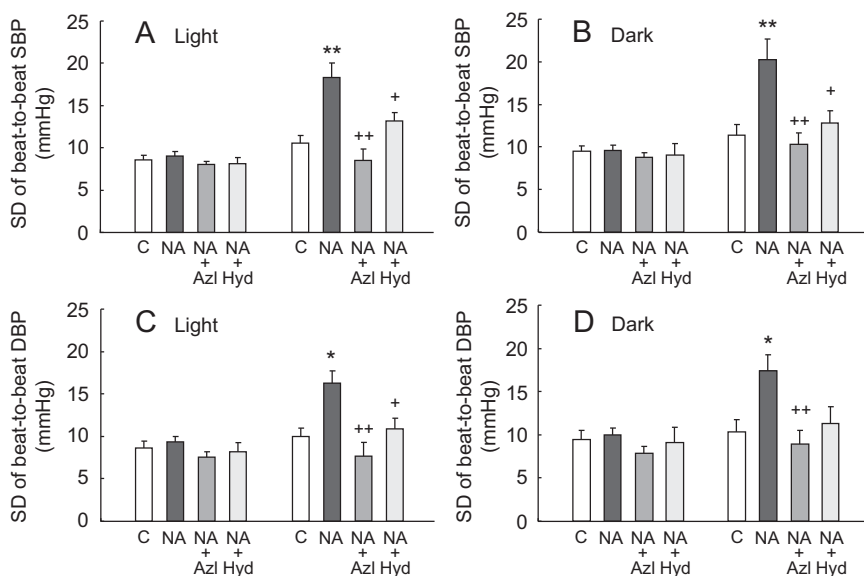 A Light
SD of beat-to-beat SBP
(mmHg)
25
20
15
10
5
0
**
++
+
C NA NA NA C NA NA NA
+ + + +
Azl Hyd Azl Hyd
B Dark
SD of beat-to-beat SBP
(mmHg)
25
20
15
10
5
0
**
++
+
C NA NA NA C NA NA NA
+ + + +
Azl Hyd Azl Hyd
C Light
SD of beat-to-beat DBP
(mmHg)
25
20
15
10
5
0
*
++
+
C NA NA NA C NA NA NA
+ + + +
Azl Hyd Azl Hyd
D Dark
SD of beat-to-beat DBP
(mmHg)
25
20
15
10
5
0
*
++
C NA NA NA C NA NA NA
+ + + +
Azl Hyd Azl Hyd